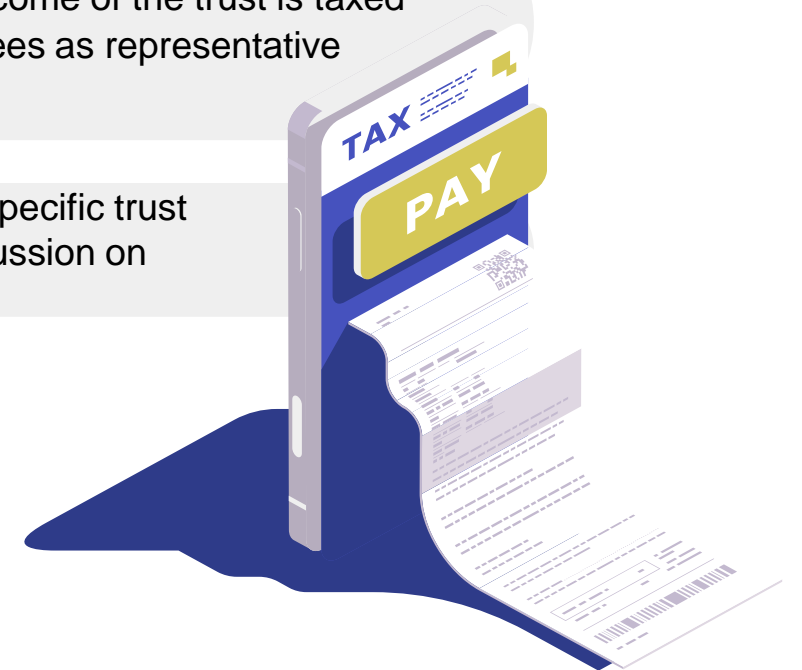 come of the trust is taxed
ees as representative
TAX
PAY
pecific trust
ussion on